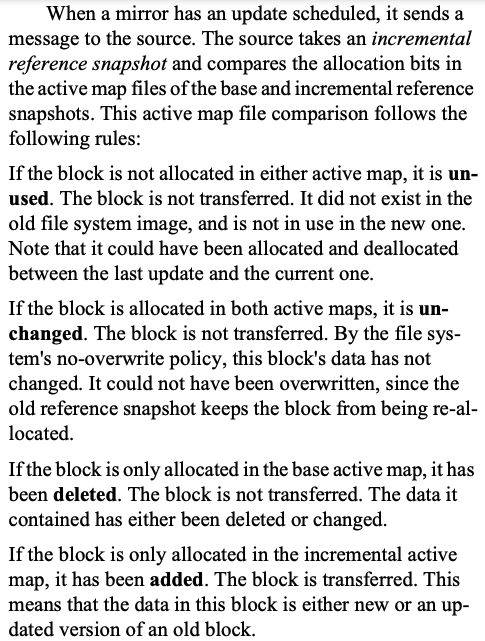 When a mirror has an update scheduled, it sends a
message to the source. The source takes an incremental
reference snapshot and compares the allocation bits in
the active map files of the base and incremental reference
snapshots. This active map file comparison follows the
following rules:
If the block is not allocated in either active map, it is un-
used. The block is not transferred. It did not exist in the
old file system image, and is not in use in the new one.
Note that it could have been allocated and deallocated
between the last update and the current one.
If the block is allocated in both active maps, it is un-
changed. The block is not transferred. By the file sys-
tem's no-overwrite policy, this block's data has not
changed. It could not have been overwritten, since the
old reference snapshot keeps the block from being re-al-
located.
If the block is only allocated in the base active map, it has
been deleted. The block is not transferred. The data it
contained has either been deleted or changed.
If the block is only allocated in the incremental active
map, it has been added. The block is transferred. This
means that the data in this block is either new or an up-
dated version of an old block.